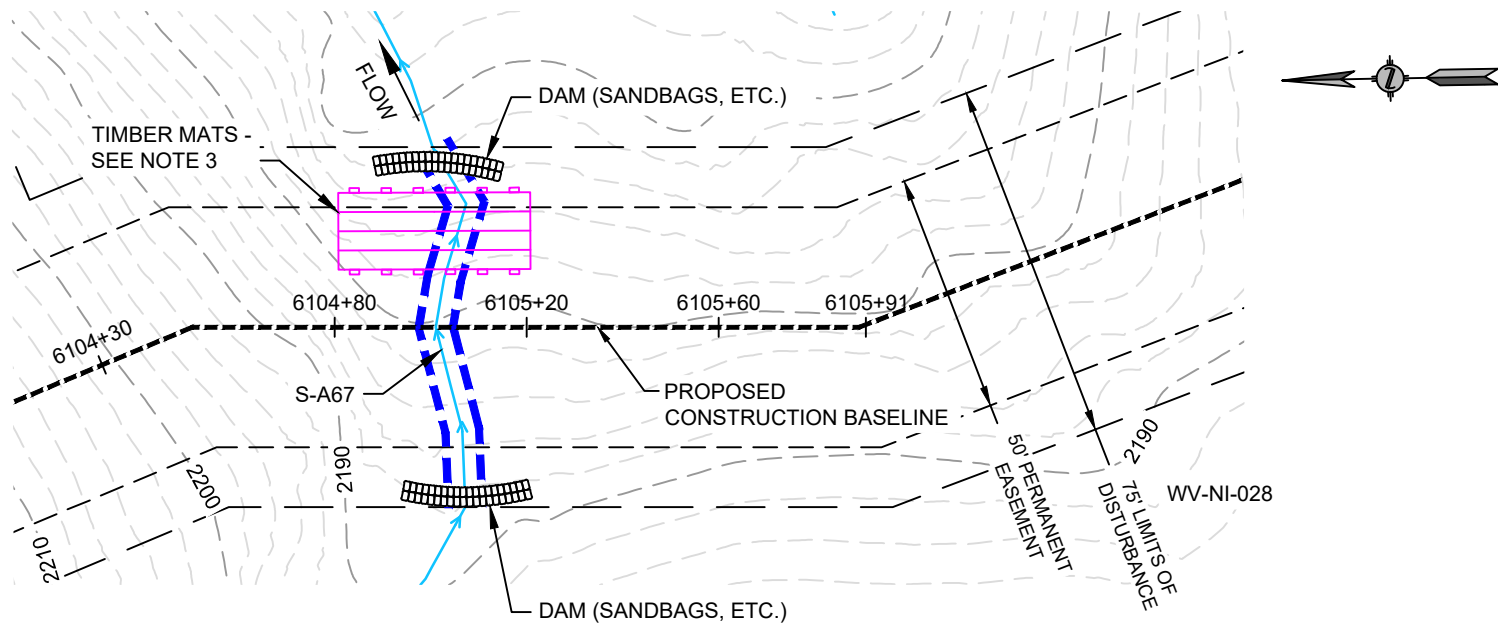 FLOW
DAM (SANDBAGS, ETC.)
TIMBER MATS -
SEE NOTE 3
6104+30
6104+80
6105+20
6105+60
6105+91
S-A67
PROPOSED
CONSTRUCTION BASELINE
2210
2200
2190
50' PERMANENT
EASEMENT
75' LIMITS OF
DISTURBANCE
2190
WV-NI-028
DAM (SANDBAGS, ETC.)
N